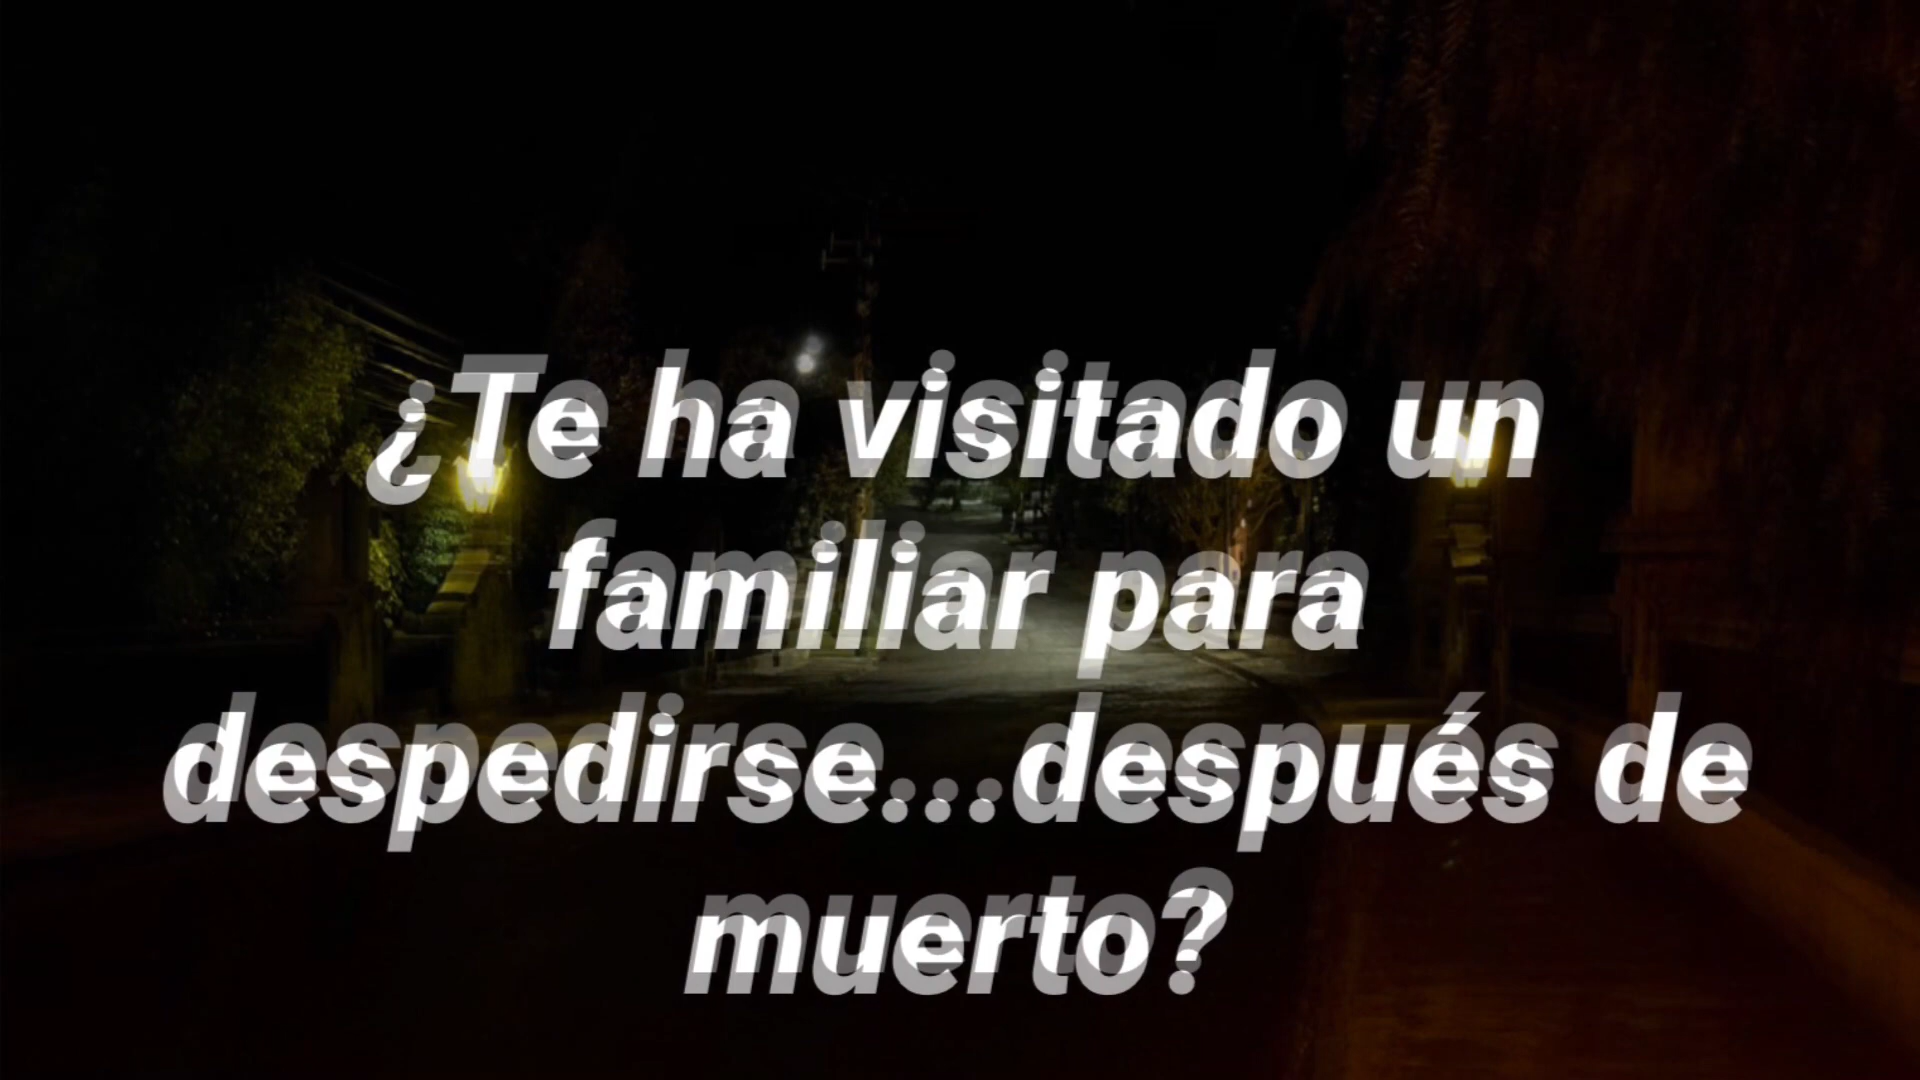 ¿Te ha visitado un
familiar para
despedirse...después de
muerto?